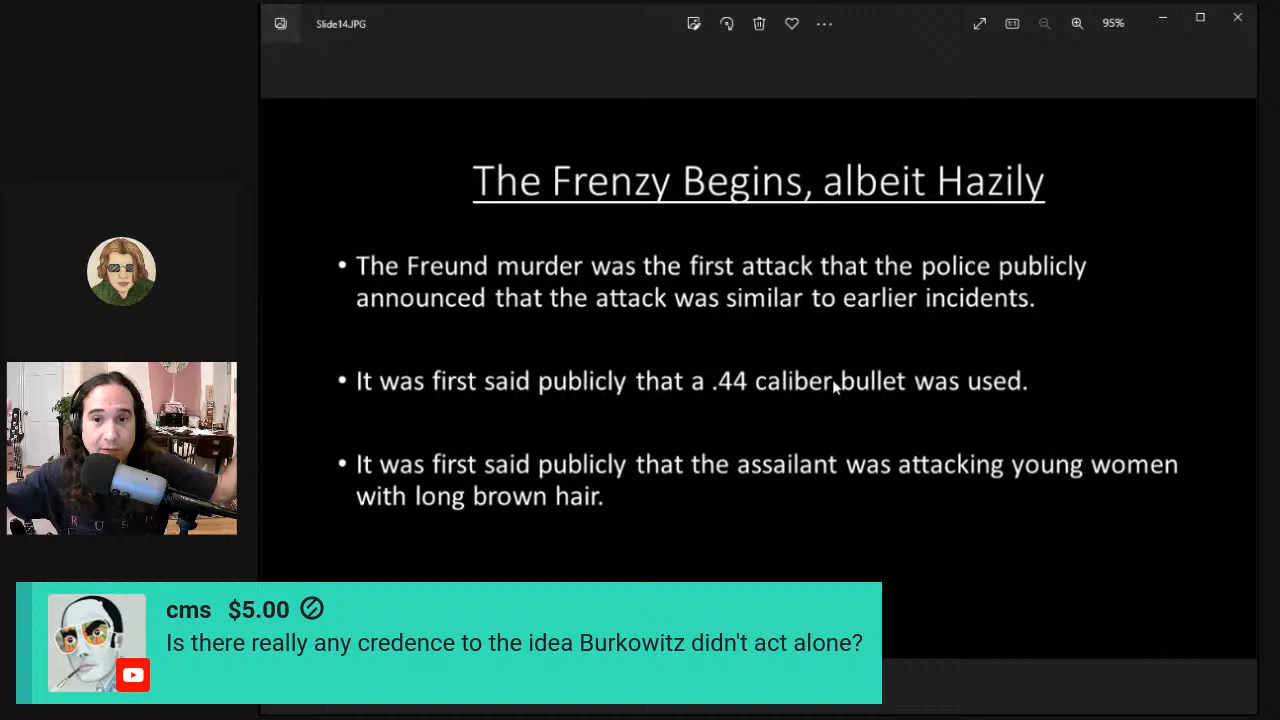 Slide14.JPG
95%
The Frenzy Begins, albeit Hazily
• The Freund murder was the first attack that the police publicly
announced that the attack was similar to earlier incidents.
• It was first said publicly that a .44 caliber bullet was used.
• It was first said publicly that the assailant was attacking young women
with long brown hair.
RUSH
cms $5.00
Is there really any credence to the idea Burkowitz didn't act alone?